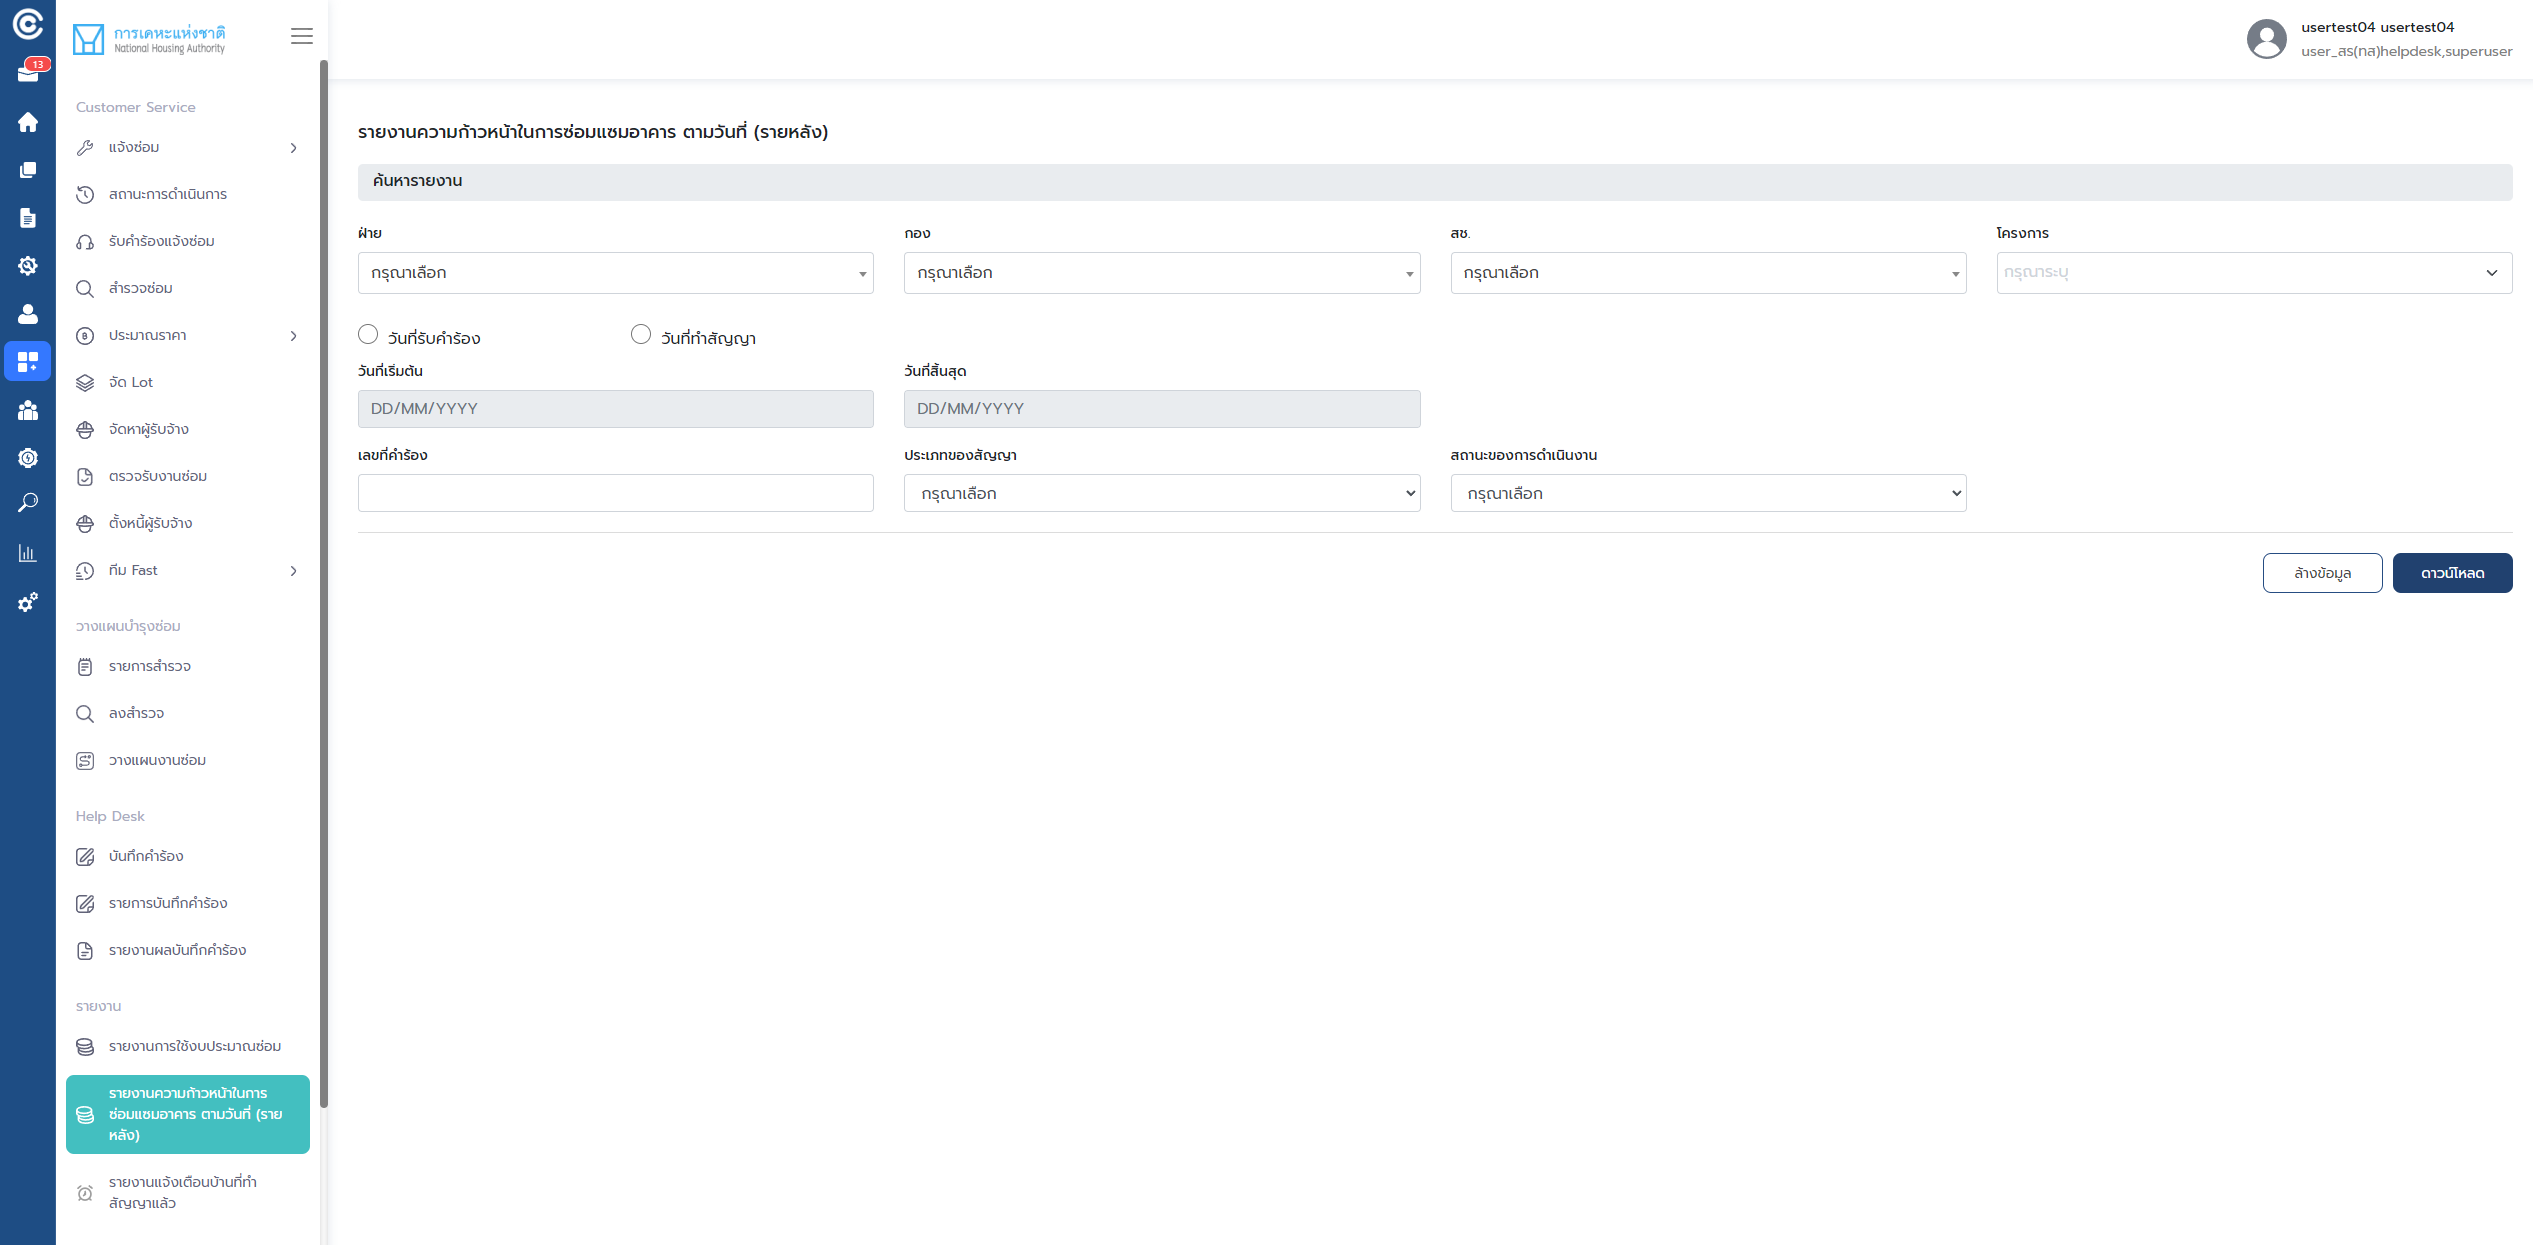 13
การเคหะแห่งชาติ
National Housing Authority
usertest04 usertest04
user_สร(ทส)helpdesk,superuser
Customer Service
แจ้งซ่อม
สถานะการดำเนินการ
รับคำร้องแจ้งซ่อม
สำรวจซ่อม
ประมาณราคา
จัด Lot
จัดหาผู้รับจ้าง
ตรวจรับงานซ่อม
ตั้งหนี้ผู้รับจ้าง
ทีม Fast
วางแผนบำรุงซ่อม
รายการสำรวจ
ลงสำรวจ
วางแผนงานซ่อม
Help Desk
บันทึกคำร้อง
รายการบันทึกคำร้อง
รายงานผลบันทึกคำร้อง
รายงาน
รายงานการใช้งบประมาณซ่อม
รายงานความก้าวหน้าในการ
ซ่อมแซมอาคาร ตามวันที่ (ราย
หลัง)
รายงานแจ้งเตือนบ้านที่ทำ
สัญญาแล้ว
รายงานความก้าวหน้าในการซ่อมแซมอาคาร ตามวันที่ (รายหลัง)
ค้นหารายงาน
ฝ่าย กอง สช. โครงการ
กรุณาเลือก กรุณาเลือก กรุณาเลือก กรุณาระบุ
วันที่รับคำร้อง วันที่ทำสัญญา
วันที่เริ่มต้น วันที่สิ้นสุด
DD/MM/YYYY DD/MM/YYYY
เลขที่คำร้อง ประเภทของสัญญา สถานะของการดำเนินงาน
กรุณาเลือก กรุณาเลือก
ล้างข้อมูล ดาวน์โหลด